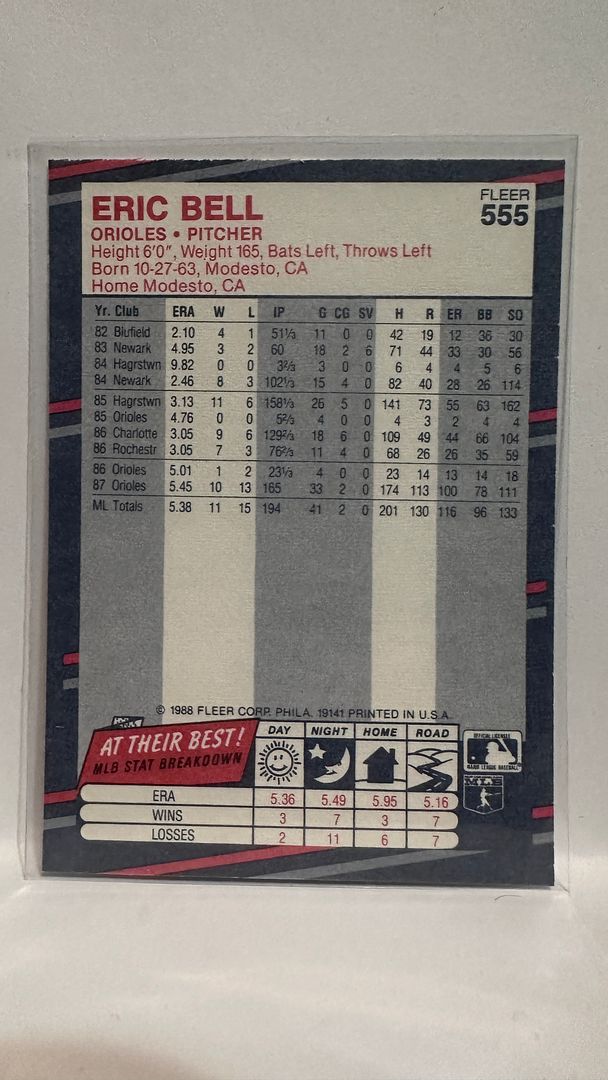 ERIC BELL
ORIOLES • PITCHER
Height 6'0", Weight 165, Bats Left, Throws Left
Born 10-27-63, Modesto, CA
Home Modesto, CA
FLEER
555
Yr. Club ERA W L IP G CG SV H R ER BB SO
82 Blufield 2.10 4 1 51⅓ 11 0 0 42 19 12 36 30
83 Newark 4.95 3 2 60 18 2 6 71 44 33 30 56
84 Hagrstwn 9.82 0 0 3⅔ 3 0 0 6 4 4 5 6
84 Newark 2.46 8 3 102⅓ 15 4 0 82 40 28 26 114
85 Hagrstwn 3.13 11 6 158⅓ 26 5 0 141 73 55 63 162
85 Orioles 4.76 0 0 5⅔ 4 0 0 4 3 2 4 4
86 Charlotte 3.05 9 6 129⅔ 18 6 0 109 49 44 66 104
86 Rochestr 3.05 7 3 76⅔ 11 4 0 68 26 26 35 59
86 Orioles 5.01 1 2 23⅓ 4 0 0 23 14 13 14 18
87 Orioles 5.45 10 13 165 33 2 0 174 113 100 78 111
ML Totals 5.38 11 15 194 41 2 0 201 130 116 96 133
© 1988 FLEER CORP. PHILA. 19141 PRINTED IN U.S.A.
AT THEIR BEST!
MLB STAT BREAKDOWN
DAY NIGHT HOME ROAD
ERA 5.36 5.49 5.95 5.16
WINS 3 7 3 7
LOSSES 2 11 6 7
OFFICIAL LICENSEE
MAJOR LEAGUE BASEBALL